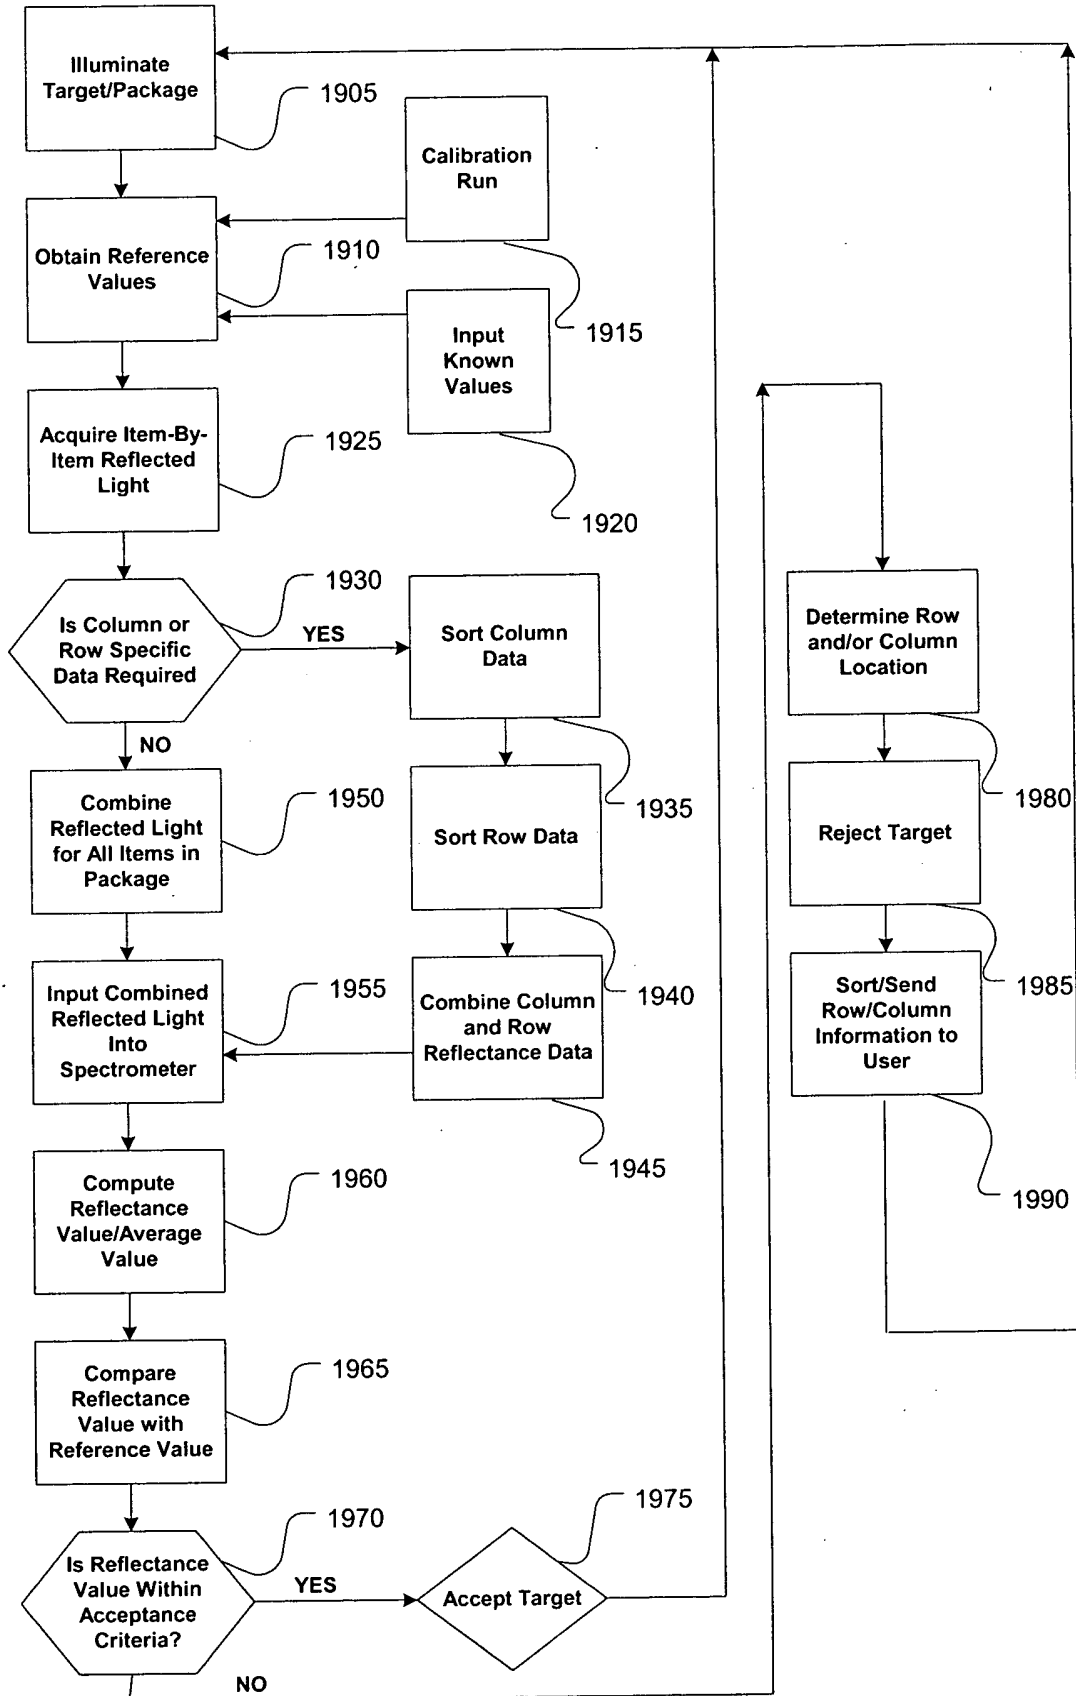 Illuminate
Target/Package
1905
Calibration
Run
1915
Obtain Reference
Values
1910
Input
Known
Values
1920
Acquire Item-By-
Item Reflected
Light
1925
Is Column or
Row Specific
Data Required
1930
YES
NO
Sort Column
Data
1935
Sort Row Data
1940
Combine Column
and Row
Reflectance Data
1945
Combine
Reflected Light
for All Items in
Package
1950
Input Combined
Reflected Light
Into
Spectrometer
1955
Compute
Reflectance
Value/Average
Value
1960
Compare
Reflectance
Value with
Reference Value
1965
Is Reflectance
Value Within
Acceptance
Criteria?
1970
YES
NO
Accept Target
1975
Determine Row
and/or Column
Location
1980
Reject Target
1985
Sort/Send
Row/Column
Information to
User
1990